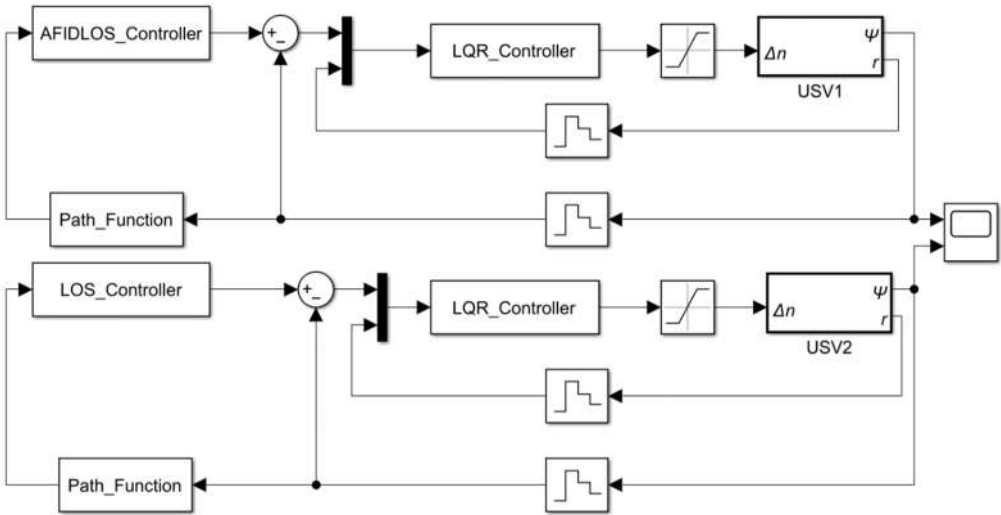 AFIDLOS_Controller
+
−
LQR_Controller
Δn
ψ
r
USV1
Path_Function
LOS_Controller
+
−
LQR_Controller
Δn
ψ
r
USV2
Path_Function